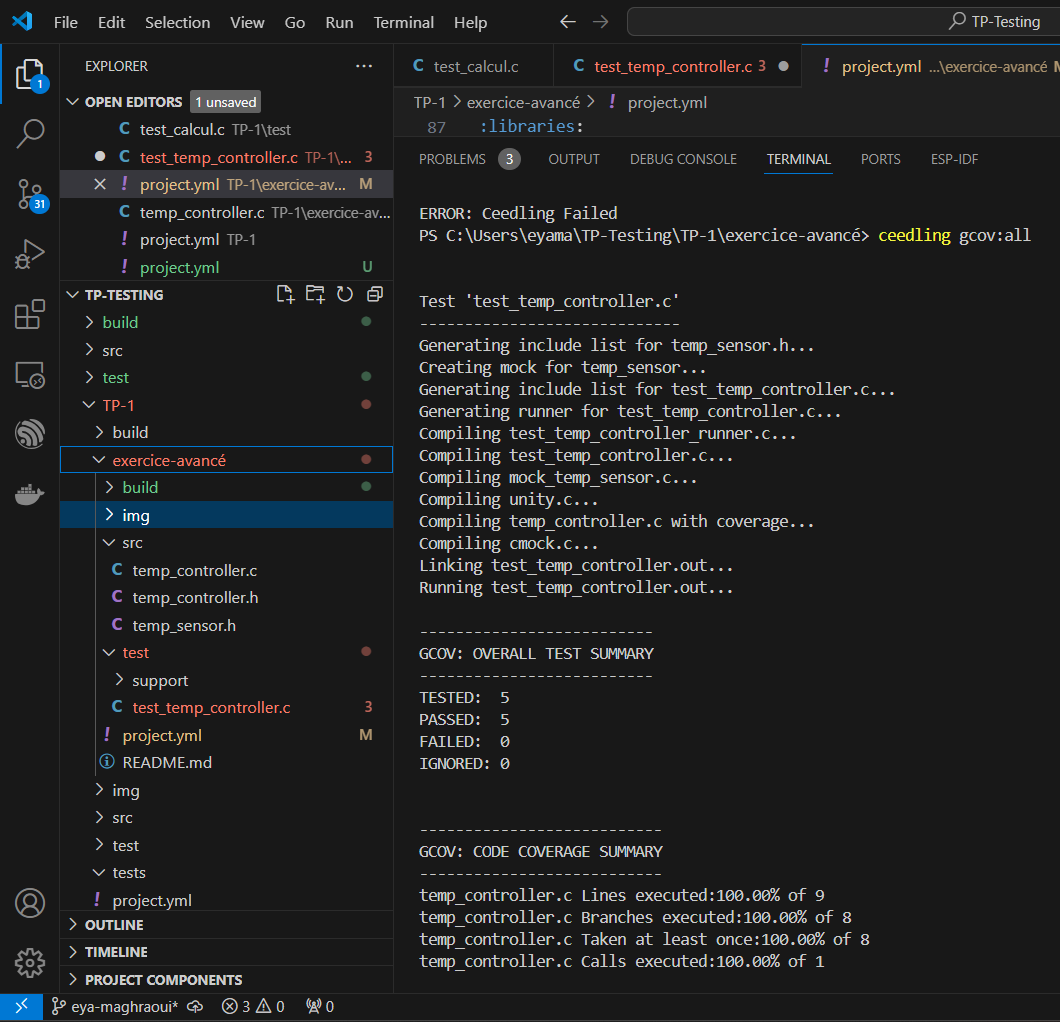 File Edit Selection View Go Run Terminal Help
TP-Testing
EXPLORER
OPEN EDITORS 1 unsaved
C test_calcul.c TP-1\test
C test_temp_controller.c TP-1\... 3
! project.yml TP-1\exercice-av... M
C temp_controller.c TP-1\exercice-av...
! project.yml TP-1
! project.yml U
TP-TESTING
build
src
test
TP-1
build
exercice-avancé
build
img
src
C temp_controller.c
C temp_controller.h
C temp_sensor.h
test
support
C test_temp_controller.c 3
! project.yml M
README.md
img
src
test
tests
! project.yml
OUTLINE
TIMELINE
PROJECT COMPONENTS
1
31
C test_calcul.c
C test_temp_controller.c 3
! project.yml ...\exercice-avancé M
TP-1 > exercice-avancé > ! project.yml
87 :libraries:
PROBLEMS 3 OUTPUT DEBUG CONSOLE TERMINAL PORTS ESP-IDF
ERROR: Ceedling Failed
PS C:\Users\eyama\TP-Testing\TP-1\exercice-avancé> ceedling gcov:all
Test 'test_temp_controller.c'
-----------------------------
Generating include list for temp_sensor.h...
Creating mock for temp_sensor...
Generating include list for test_temp_controller.c...
Generating runner for test_temp_controller.c...
Compiling test_temp_controller_runner.c...
Compiling test_temp_controller.c...
Compiling mock_temp_sensor.c...
Compiling unity.c...
Compiling temp_controller.c with coverage...
Compiling cmock.c...
Linking test_temp_controller.out...
Running test_temp_controller.out...
--------------------------
GCOV: OVERALL TEST SUMMARY
--------------------------
TESTED: 5
PASSED: 5
FAILED: 0
IGNORED: 0
---------------------------
GCOV: CODE COVERAGE SUMMARY
---------------------------
temp_controller.c Lines executed:100.00% of 9
temp_controller.c Branches executed:100.00% of 8
temp_controller.c Taken at least once:100.00% of 8
temp_controller.c Calls executed:100.00% of 1
eya-maghraoui* 3 0 0